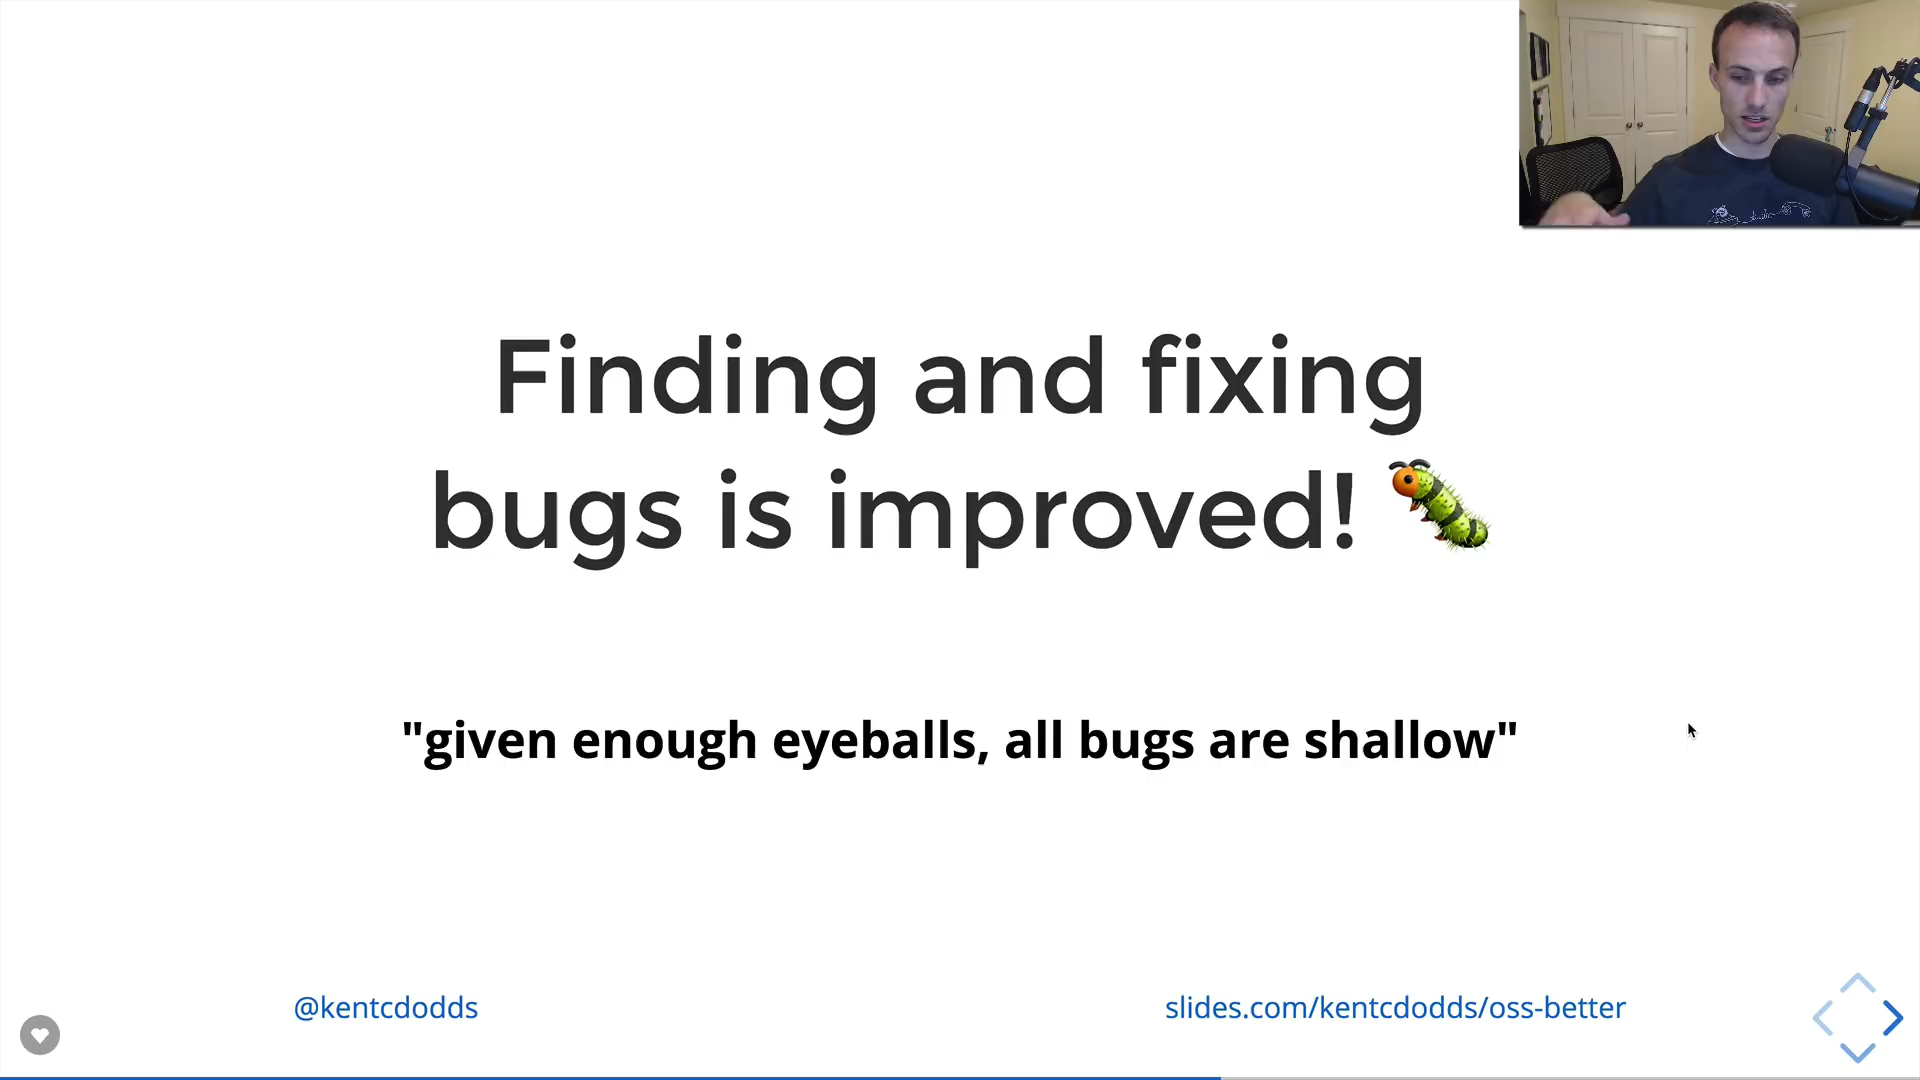 Finding and fixing
bugs is improved! 🐛
"given enough eyeballs, all bugs are shallow"
@kentcdodds
slides.com/kentcdodds/oss-better